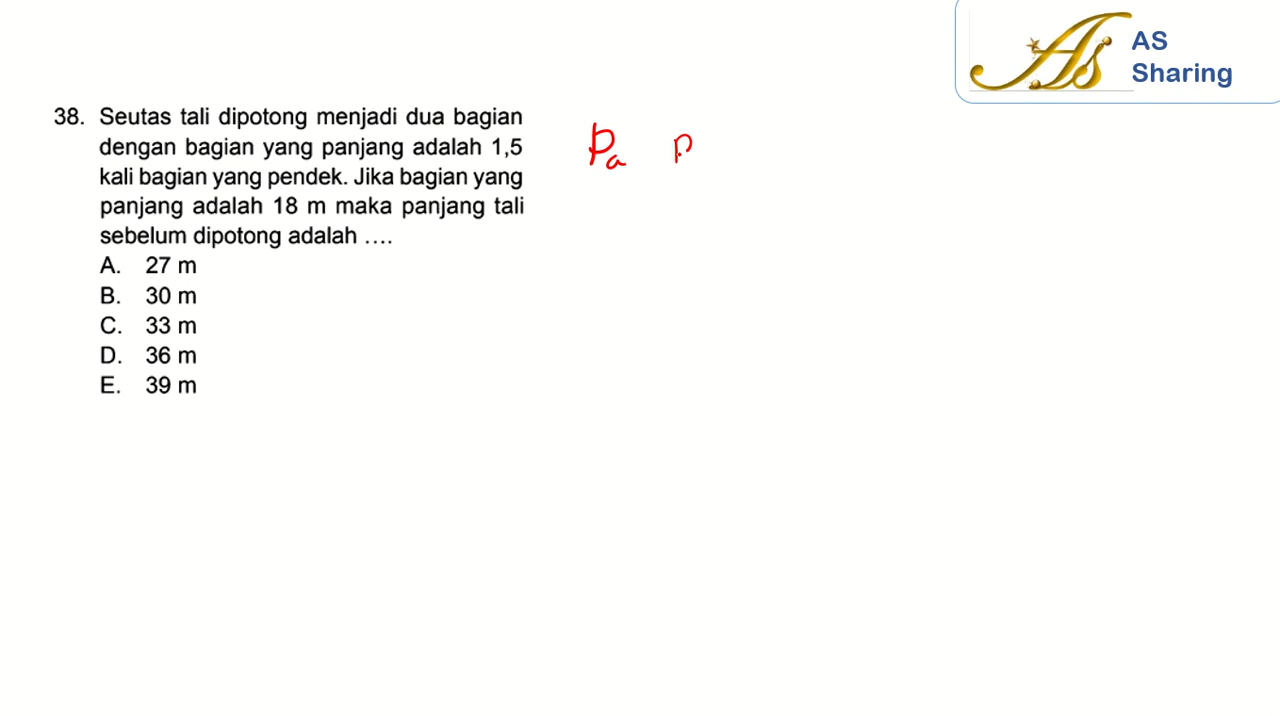 AS
Sharing
38. Seutas tali dipotong menjadi dua bagian
dengan bagian yang panjang adalah 1,5
kali bagian yang pendek. Jika bagian yang
panjang adalah 18 m maka panjang tali
sebelum dipotong adalah ....
A. 27 m
B. 30 m
C. 33 m
D. 36 m
E. 39 m
Pa